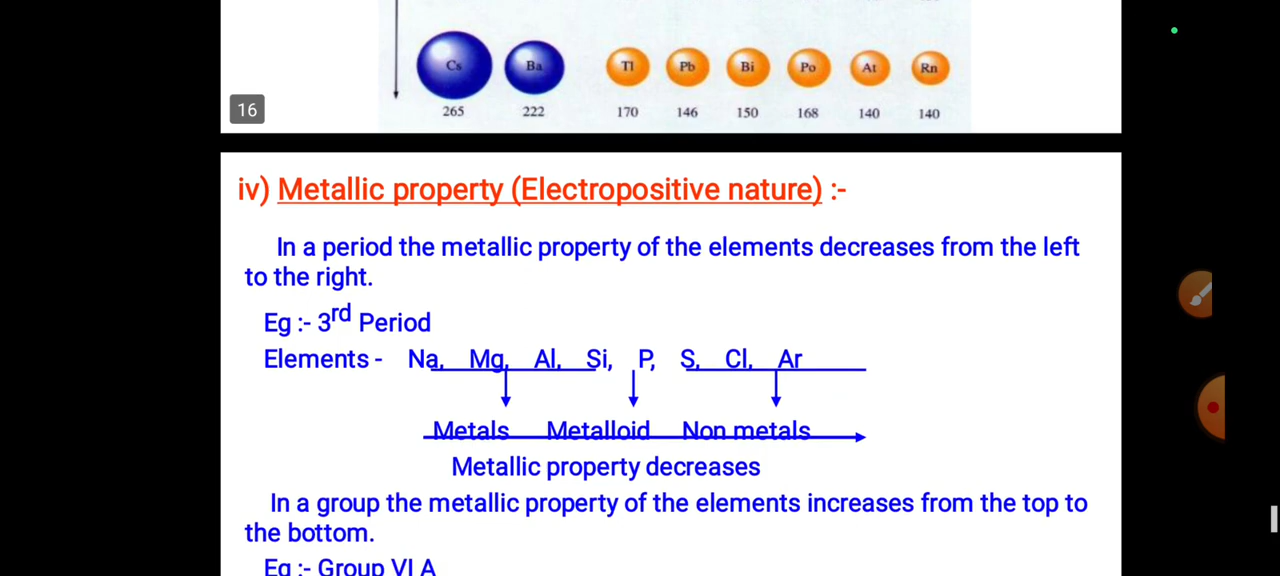 Cs Ba Tl Pb Bi Po At Rn
265 222 170 146 150 168 140 140
16
iv) Metallic property (Electropositive nature) :-
In a period the metallic property of the elements decreases from the left
to the right.
Eg :- 3rd Period
Elements - Na, Mg, Al, Si, P, S, Cl, Ar
Metals Metalloid Non metals
Metallic property decreases
In a group the metallic property of the elements increases from the top to
the bottom.
Eg :- Group VI A